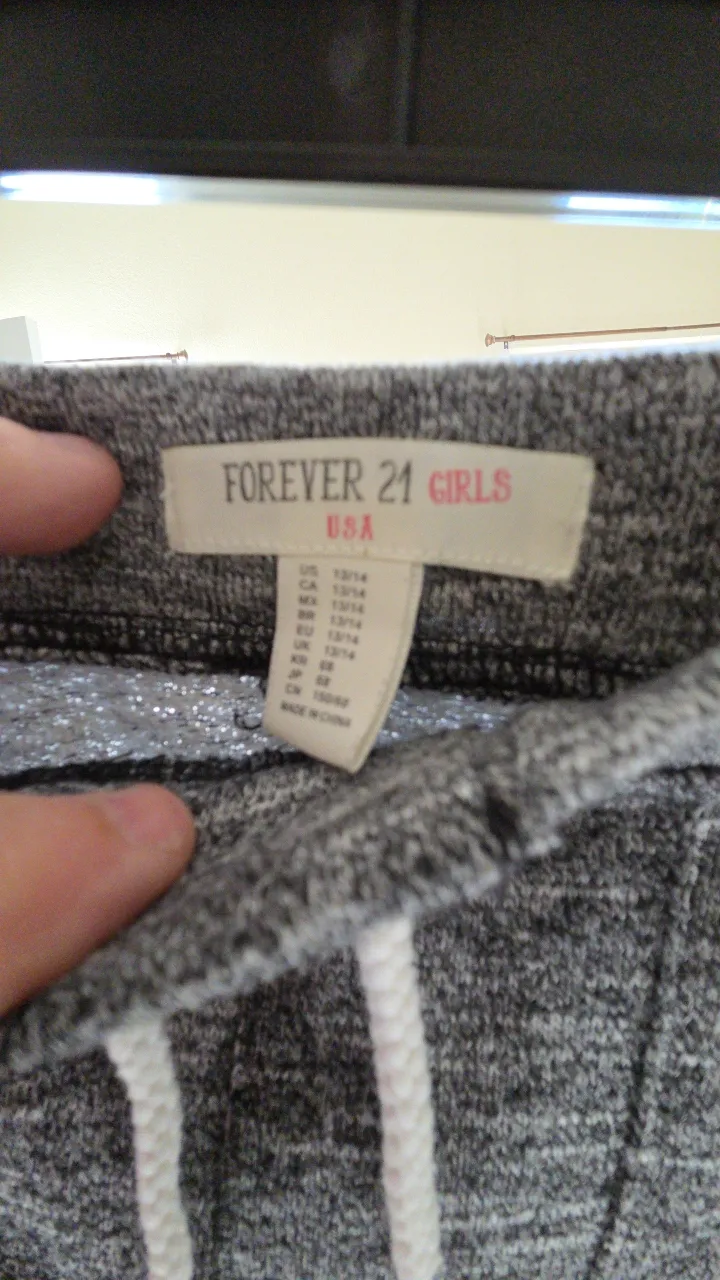 FOREVER 21 GIRLS
USA
US 13/14
CA 13/14
MX 13/14
BR 13/14
EU 13/14
UK 13/14
KR 68
JP 68
CN 150/68
MADE IN CHINA